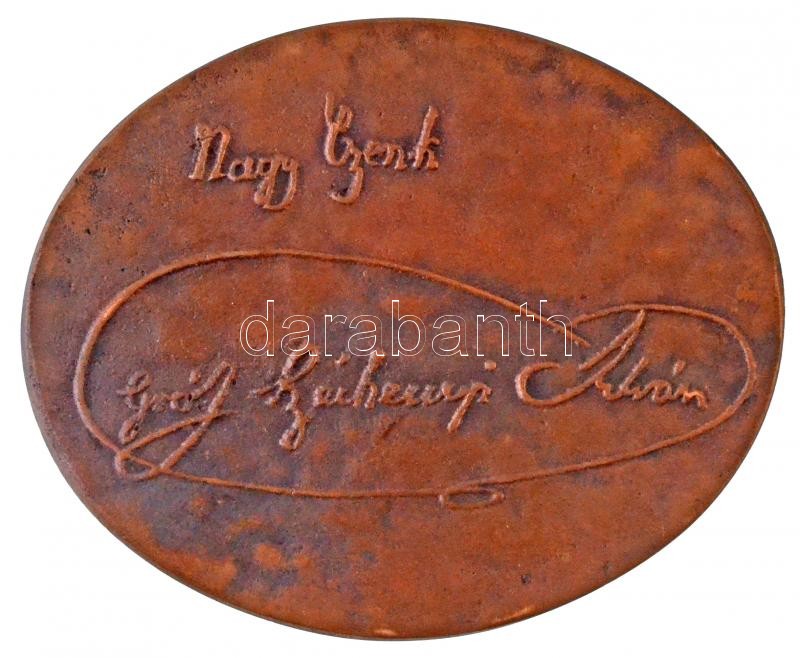 Nagy Czenk
darabanth
Gróf Széchenyi István